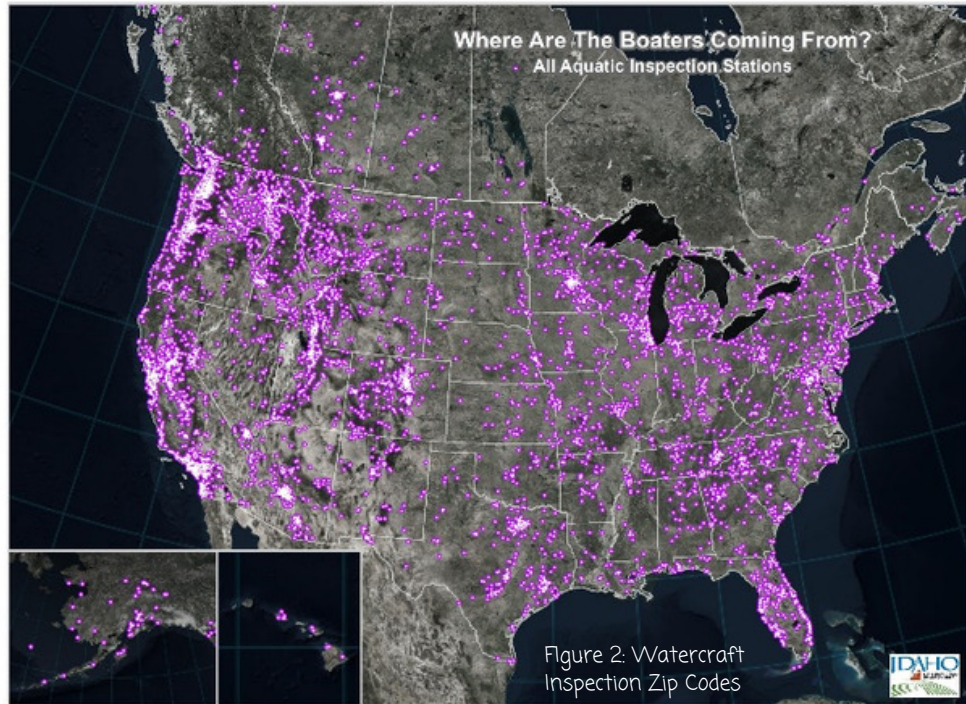 Where Are The Boaters Coming From?
All Aquatic Inspection Stations
Figure 2: Watercraft
Inspection Zip Codes
IDAHO